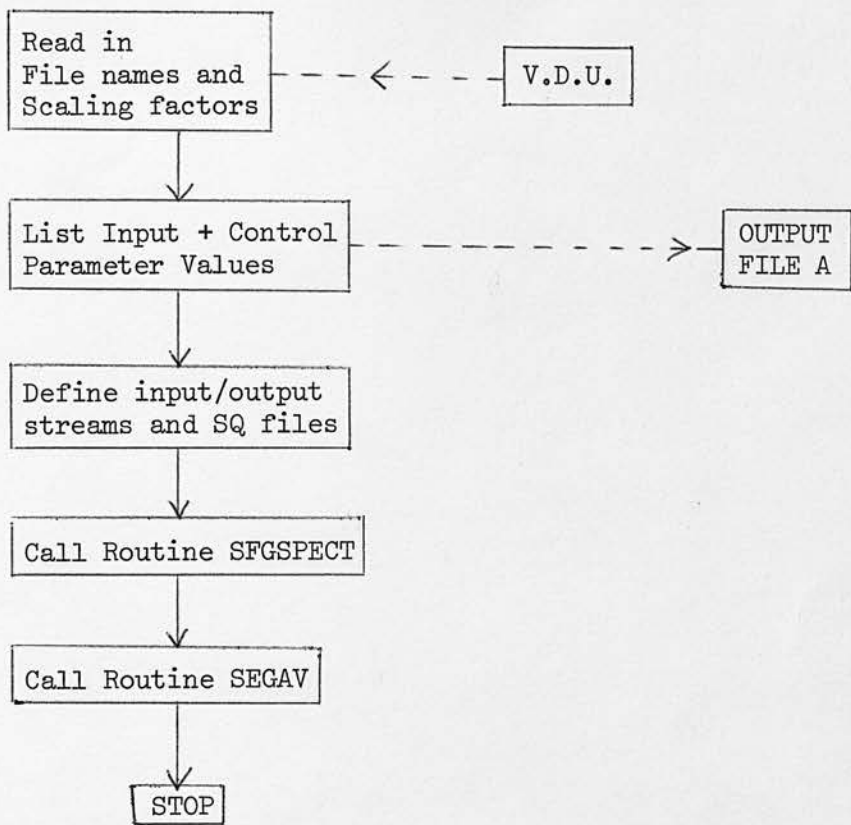 Read in
File names and
Scaling factors
V.D.U.
List Input + Control
Parameter Values
OUTPUT
FILE A
Define input/output
streams and SQ files
Call Routine SFGSPECT
Call Routine SEGAV
STOP